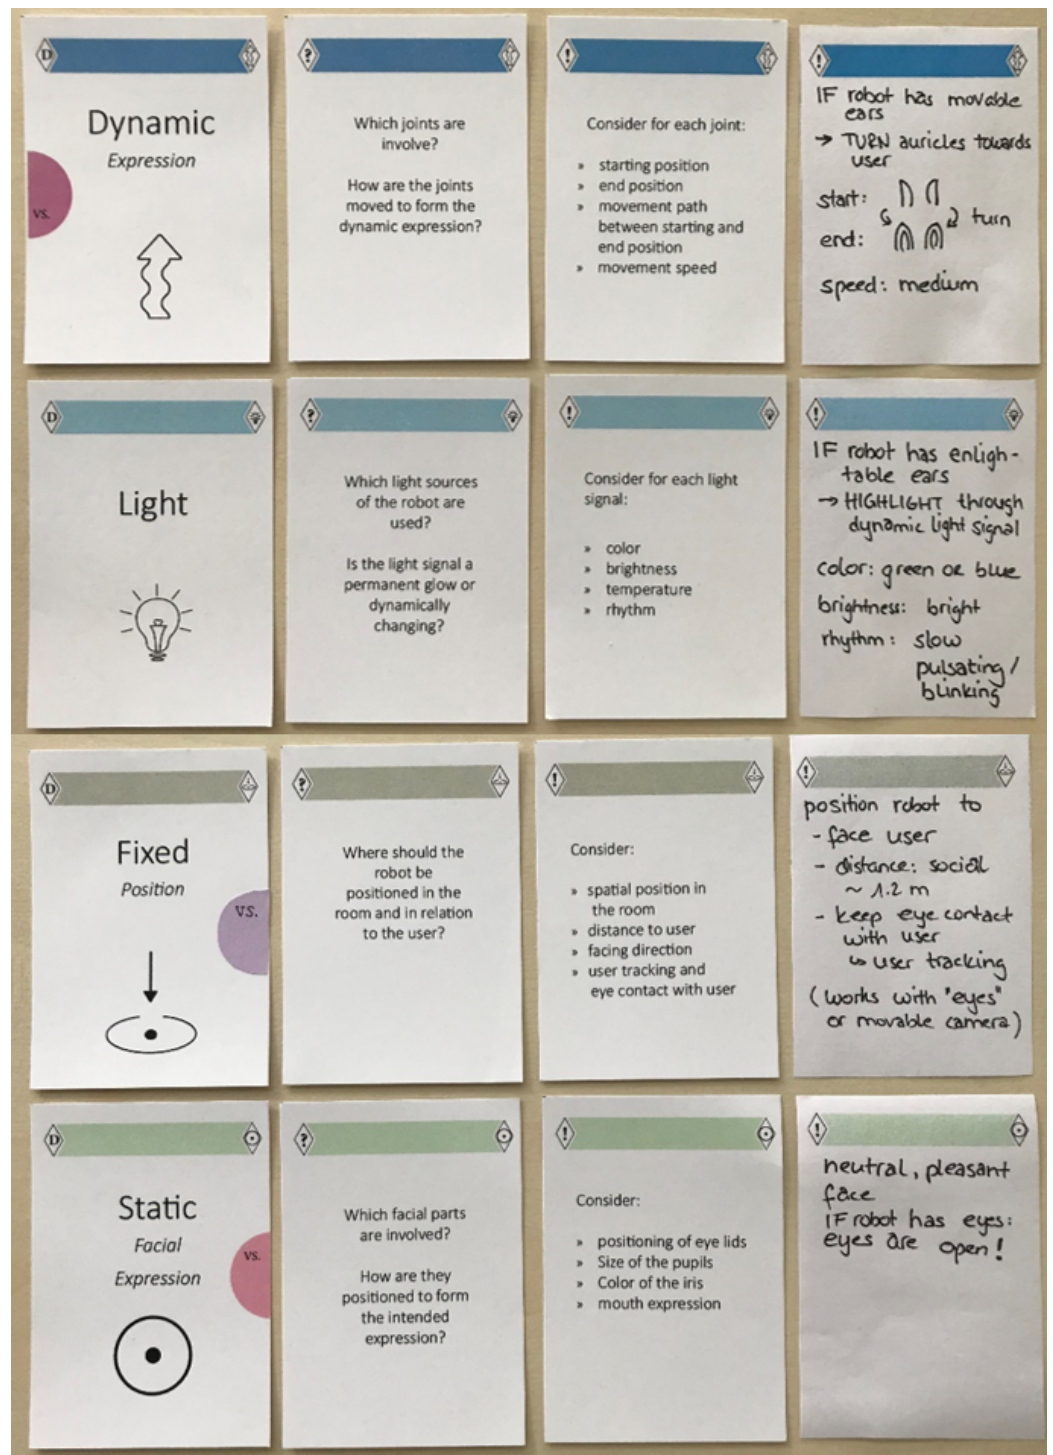 D
Dynamic
Expression
vs.
?
Which joints are
involve?
How are the joints
moved to form the
dynamic expression?
!
Consider for each joint:
» starting position
» end position
» movement path
between starting and
end position
» movement speed
!
IF robot has movable
ears
→ TURN auricles towards
user
start:
turn
end:
speed: medium
D
Light
?
Which light sources
of the robot are
used?
Is the light signal a
permanent glow or
dynamically
changing?
!
Consider for each light
signal:
» color
» brightness
» temperature
» rhythm
!
IF robot has enligh-
table ears
→ HIGHLIGHT through
dynamic light signal
color: green or blue
brightness: bright
rhythm: slow
pulsating/
blinking
D
Fixed
Position
VS.
?
Where should the
robot be
positioned in the
room and in relation
to the user?
!
Consider:
» spatial position in
the room
» distance to user
» facing direction
» user tracking and
eye contact with user
!
position robot to
- face user
- distance: social
~ 1.2 m
- keep eye contact
with user
↳ user tracking
(works with "eyes"
or movable camera)
D
Static
Facial
Expression
vs.
?
Which facial parts
are involved?
How are they
positioned to form
the intended
expression?
!
Consider:
» positioning of eye lids
» Size of the pupils
» Color of the iris
» mouth expression
!
neutral, pleasant
face
IF robot has eyes:
eyes are open!